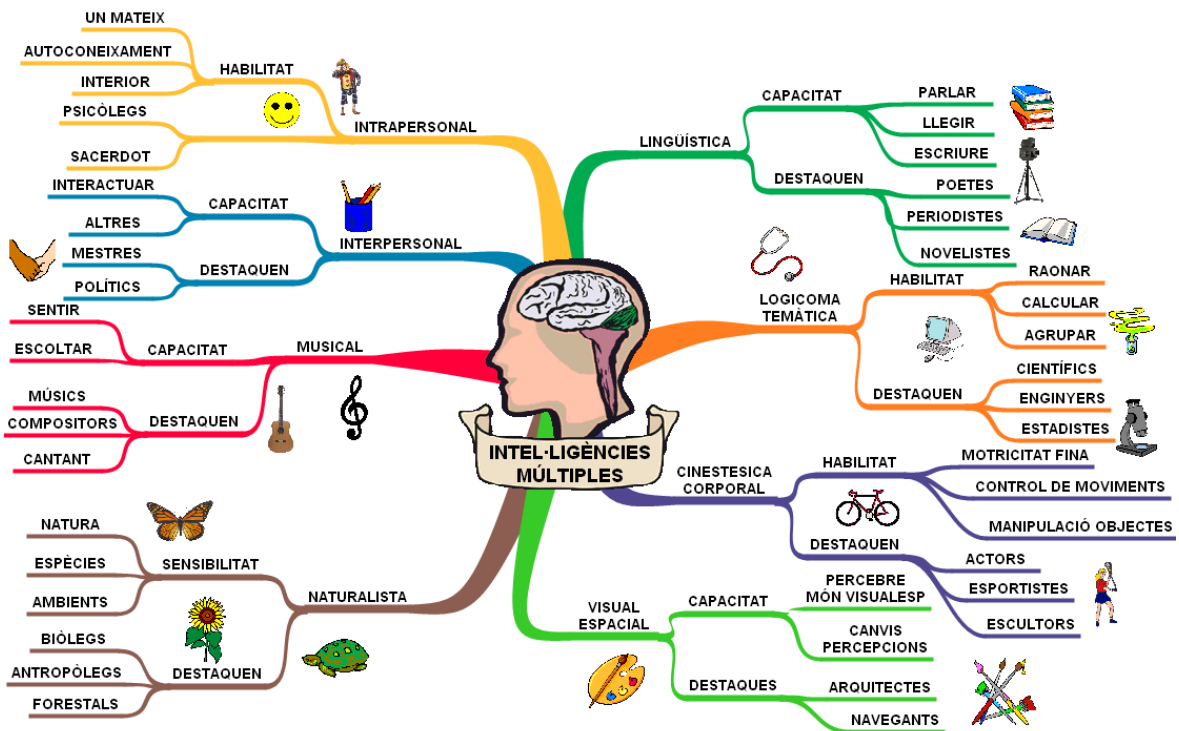 INTEL·LIGÈNCIES
MÚLTIPLES
INTRAPERSONAL
HABILITAT
UN MATEIX
AUTOCONEIXAMENT
INTERIOR
PSICÒLEGS
SACERDOT
INTERPERSONAL
CAPACITAT
INTERACTUAR
ALTRES
DESTAQUEN
MESTRES
POLÍTICS
MUSICAL
CAPACITAT
SENTIR
ESCOLTAR
DESTAQUEN
MÚSICS
COMPOSITORS
CANTANT
NATURALISTA
SENSIBILITAT
NATURA
ESPÈCIES
AMBIENTS
DESTAQUEN
BIÒLEGS
ANTROPÒLEGS
FORESTALS
LINGÜÍSTICA
CAPACITAT
PARLAR
LLEGIR
ESCRIURE
DESTAQUEN
POETES
PERIODISTES
NOVELISTES
LOGICOMA
TEMÀTICA
HABILITAT
RAONAR
CALCULAR
AGRUPAR
DESTAQUEN
CIENTÍFICS
ENGINYERS
ESTADISTES
CINESTESICA
CORPORAL
HABILITAT
MOTRICITAT FINA
CONTROL DE MOVIMENTS
MANIPULACIÓ OBJECTES
DESTAQUEN
ACTORS
ESPORTISTES
ESCULTORS
VISUAL
ESPACIAL
CAPACITAT
PERCEBRE
MÓN VISUALESP
CANVIS
PERCEPCIONS
DESTAQUES
ARQUITECTES
NAVEGANTS